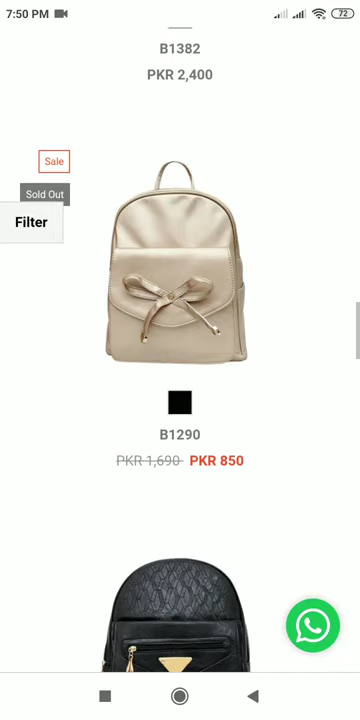 7:50 PM
72
B1382
PKR 2,400
Sale
Sold Out
Filter
B1290
PKR 1,690 PKR 850